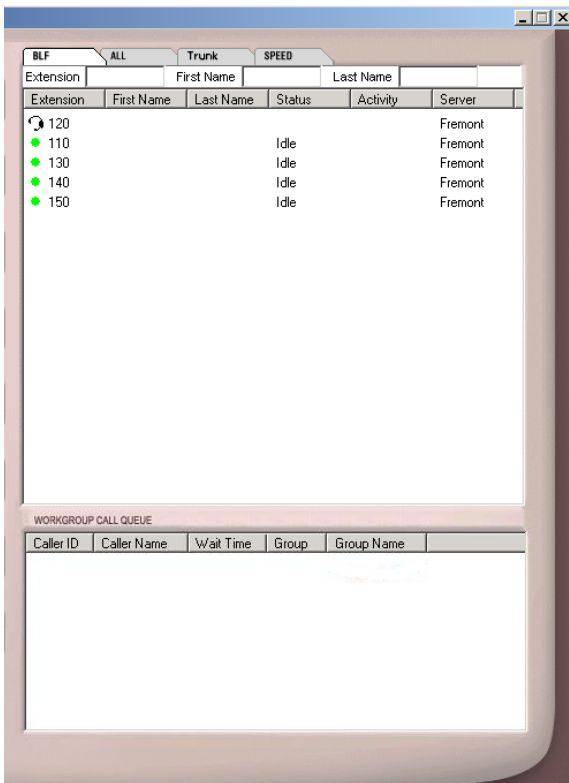 BLF ALL Trunk SPEED
Extension First Name Last Name
Extension First Name Last Name Status Activity Server
120 Fremont
110 Idle Fremont
130 Idle Fremont
140 Idle Fremont
150 Idle Fremont
WORKGROUP CALL QUEUE
Caller ID Caller Name Wait Time Group Group Name